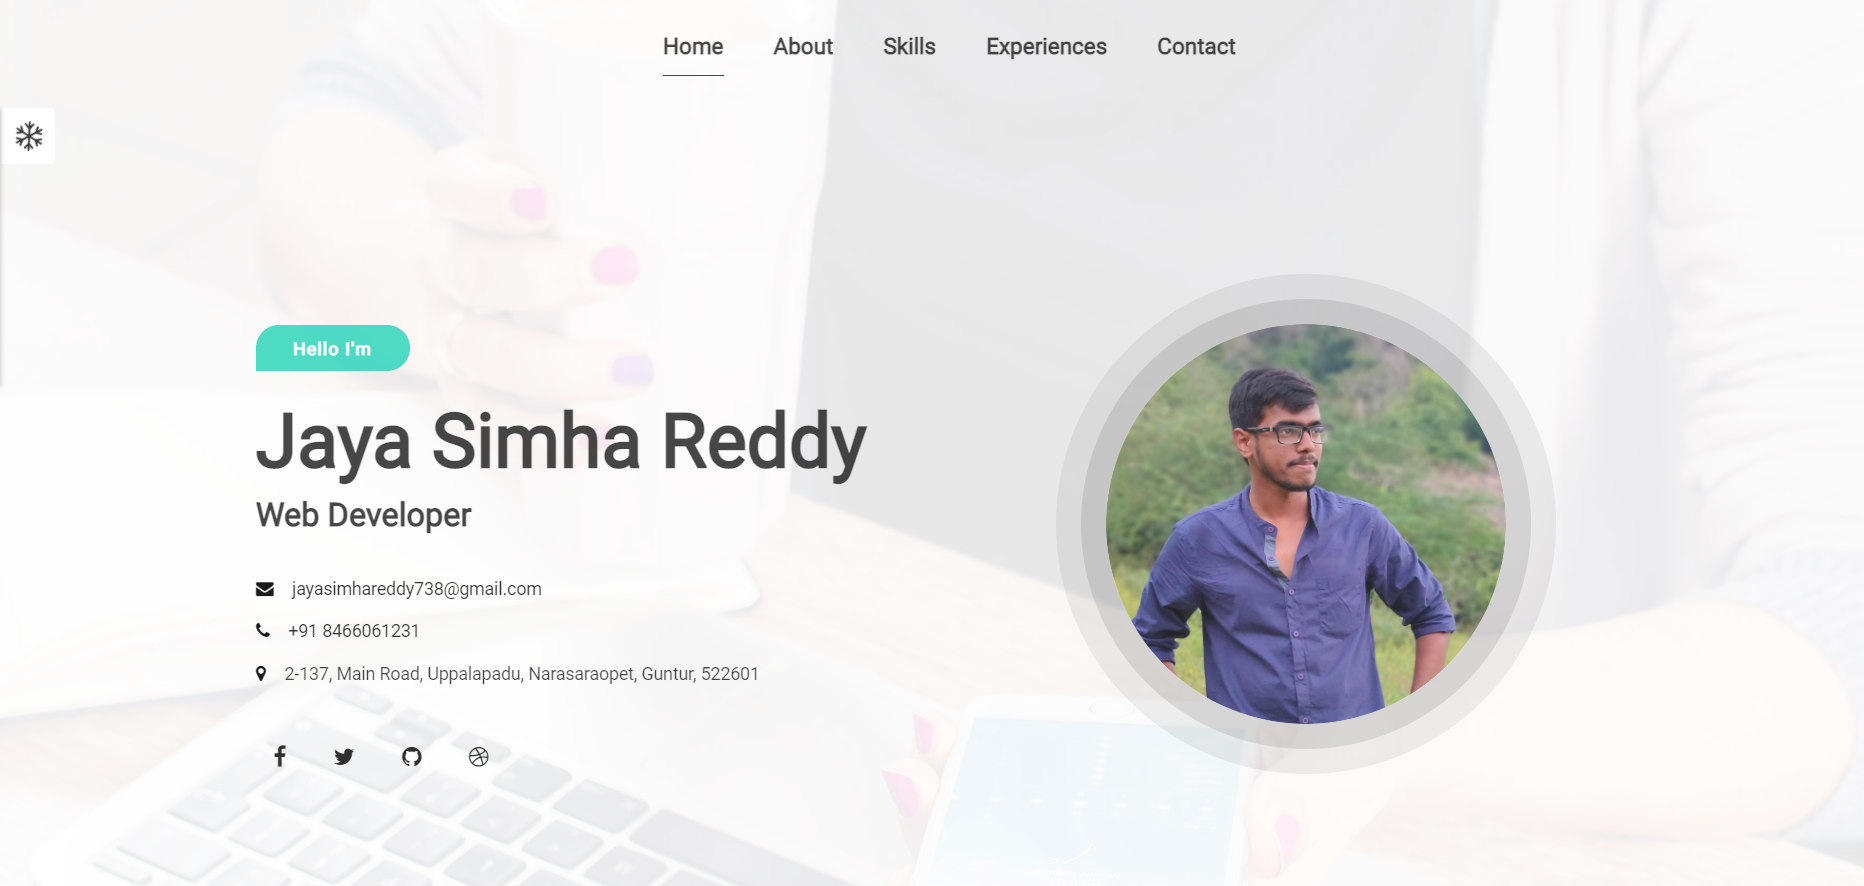 Home About Skills Experiences Contact
Hello I'm
Jaya Simha Reddy
Web Developer
jayasimhareddy738@gmail.com
+91 8466061231
2-137, Main Road, Uppalapadu, Narasaraopet, Guntur, 522601